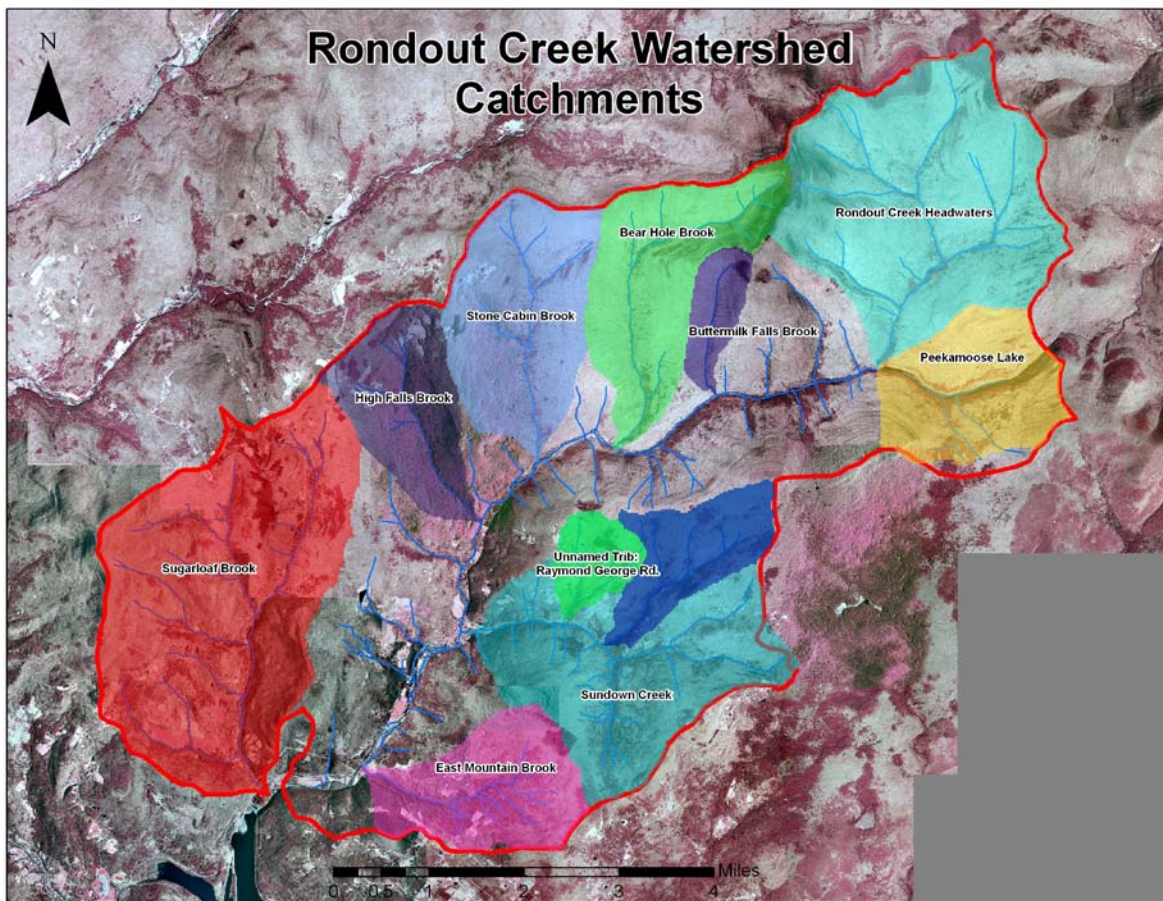 Rondout Creek Watershed
Catchments
N
Rondout Creek Headwaters
Bear Hole Brook
Stone Cabin Brook
Buttermilk Falls Brook
Peekamoose Lake
High Falls Brook
Unnamed Trib:
Raymond George Rd.
Sugarloaf Brook
Sundown Creek
East Mountain Brook
Miles
0 0.5 1 2 3 4